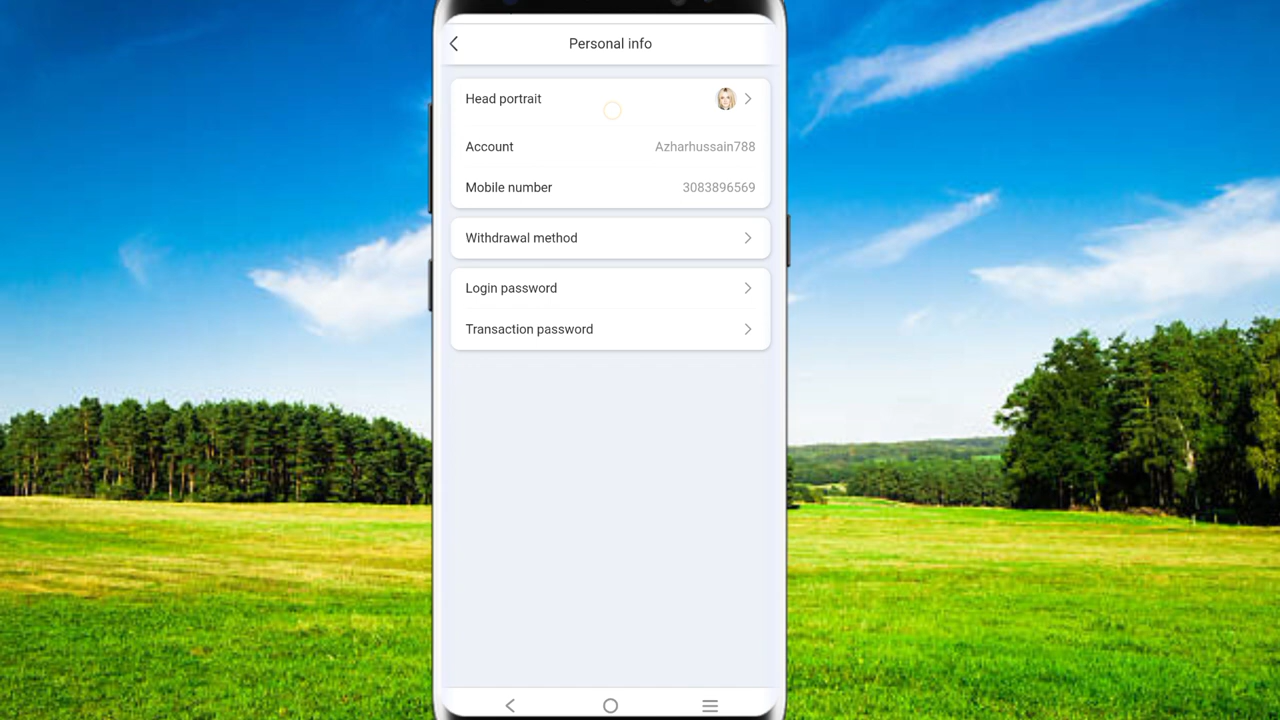 Personal info
Head portrait
Account Azharhussain788
Mobile number 3083896569
Withdrawal method
Login password
Transaction password